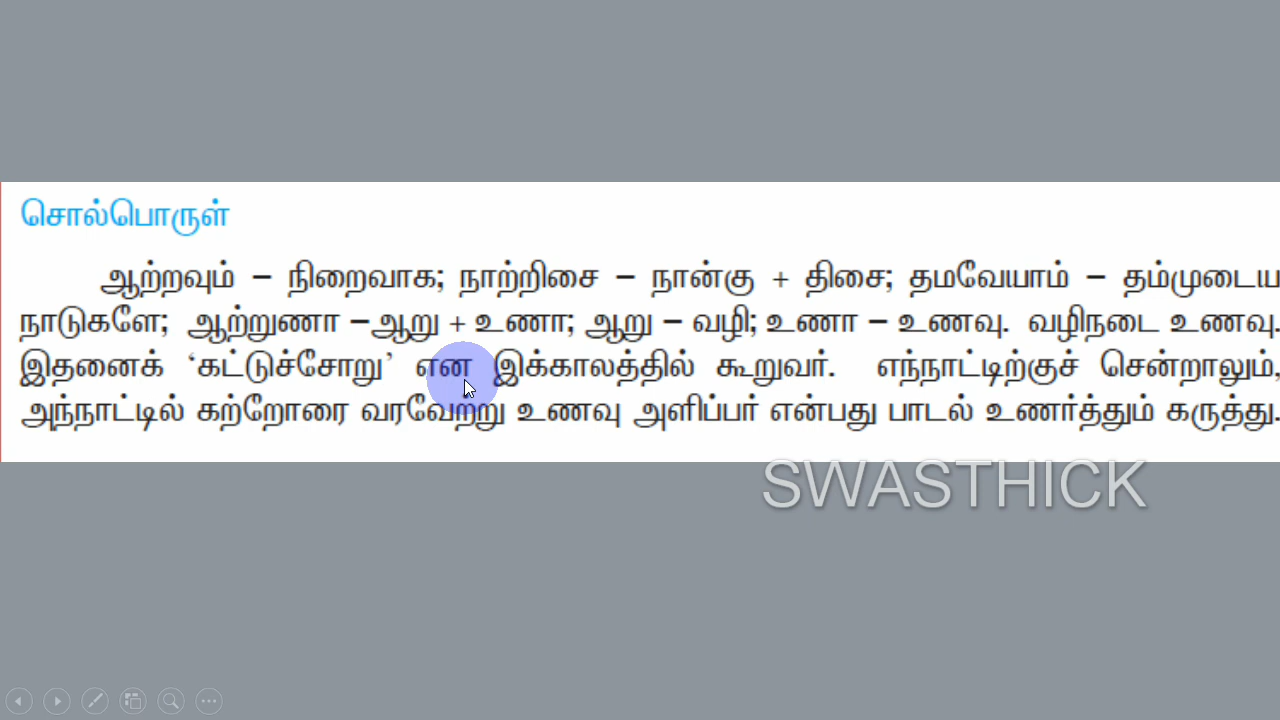 சொல்பொருள்
ஆற்றவும் – நிறைவாக; நாற்றிசை – நான்கு + திசை; தமவேயாம் – தம்முடைய
நாடுகளே; ஆற்றுணா –ஆறு + உணா; ஆறு – வழி; உணா – உணவு. வழிநடை உணவு.
இதனைக் ‘கட்டுச்சோறு’ என இக்காலத்தில் கூறுவர். எந்நாட்டிற்குச் சென்றாலும்,
அந்நாட்டில் கற்றோரை வரவேற்று உணவு அளிப்பர் என்பது பாடல் உணர்த்தும் கருத்து.
SWASTHICK